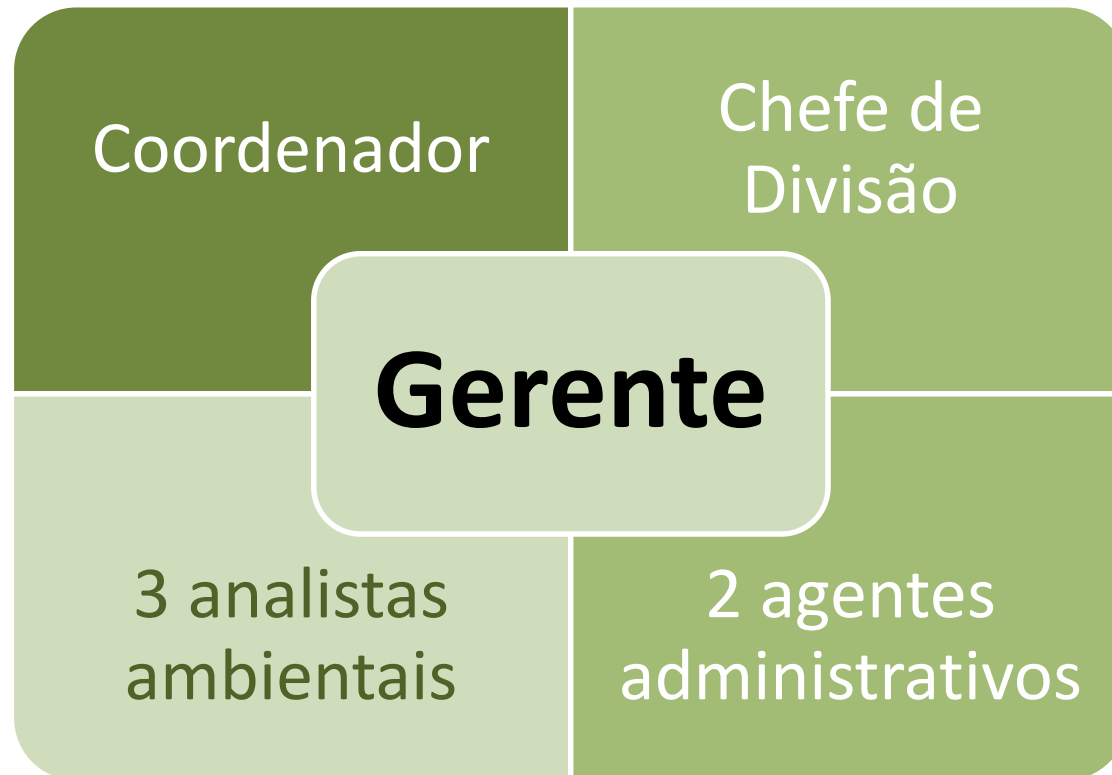 Coordenador
Chefe de
Divisão
Gerente
3 analistas
ambientais
2 agentes
administrativos